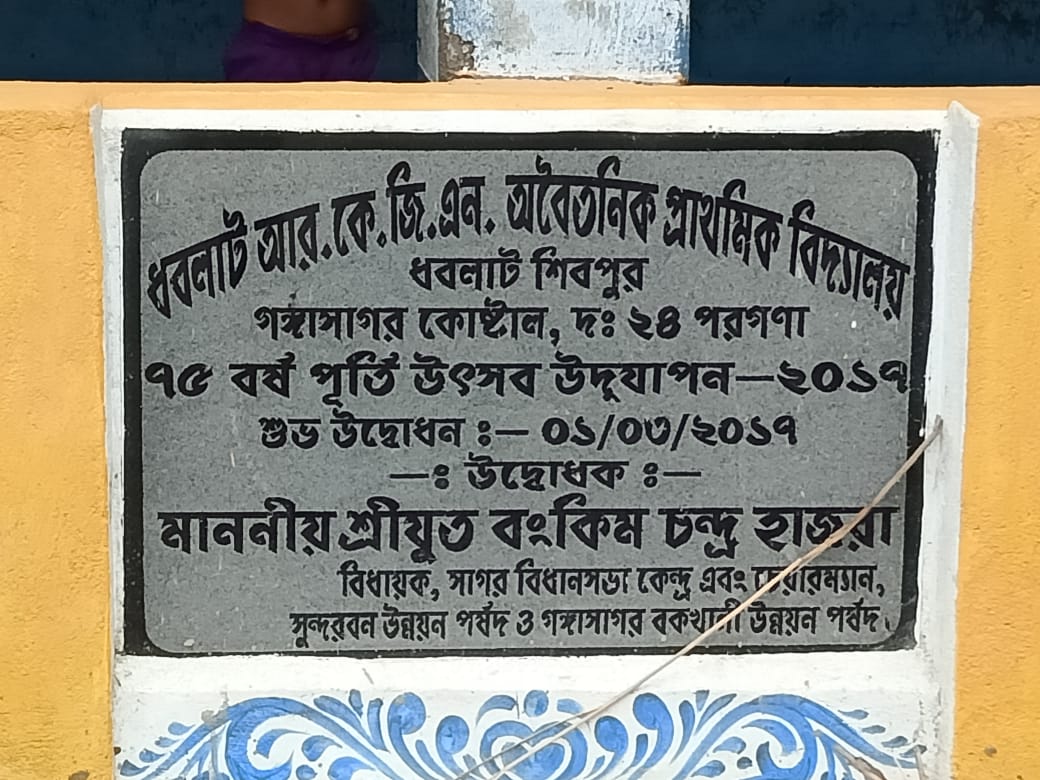 ধবলাট আর.কে.জি.এন. অবৈতনিক প্রাথমিক বিদ্যালয়
ধবলাট শিবপুর
গঙ্গাসাগর কোষ্টাল, দঃ ২৪ পরগণা
৭৫ বর্ষ পূর্তি উৎসব উদ্‌যাপন—২০১৭
শুভ উদ্বোধন ঃ— ০১/০৩/২০১৭
—ঃ উদ্বোধক ঃ—
মাননীয় শ্রীযুত বংকিম চন্দ্র হাজরা
বিধায়ক, সাগর বিধানসভা কেন্দ্র এবং চেয়ারম্যান,
সুন্দরবন উন্নয়ন পর্ষদ ও গঙ্গাসাগর বকখালী উন্নয়ন পর্ষদ।